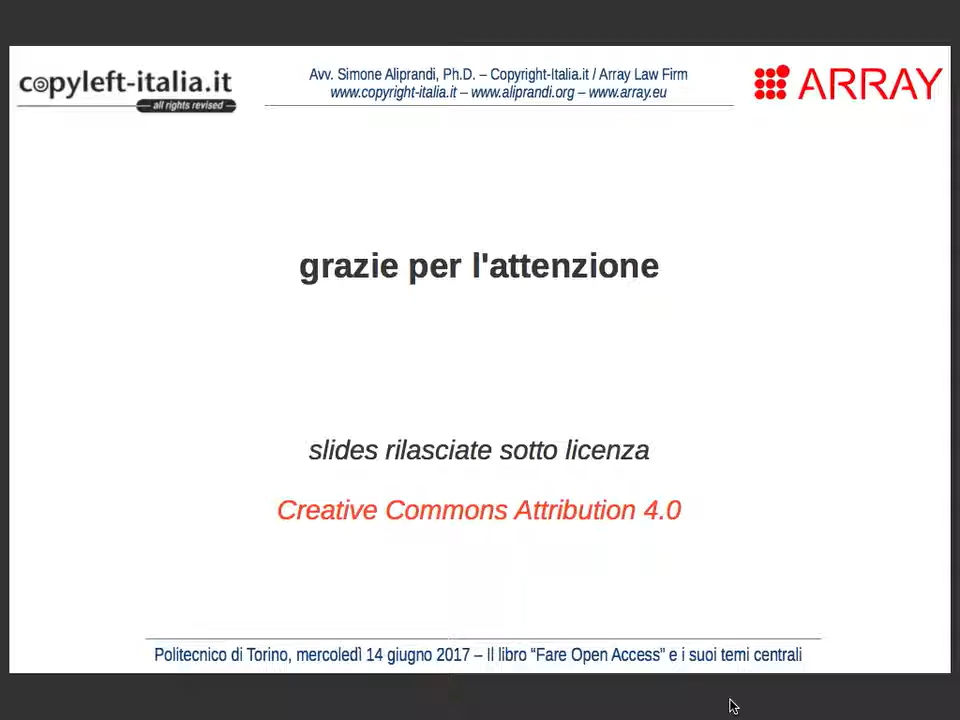 copyleft-italia.it
all rights revised
Avv. Simone Aliprandi, Ph.D. – Copyright-Italia.it / Array Law Firm
www.copyright-italia.it – www.aliprandi.org – www.array.eu
ARRAY
grazie per l'attenzione
slides rilasciate sotto licenza
Creative Commons Attribution 4.0
Politecnico di Torino, mercoledì 14 giugno 2017 – Il libro “Fare Open Access” e i suoi temi centrali